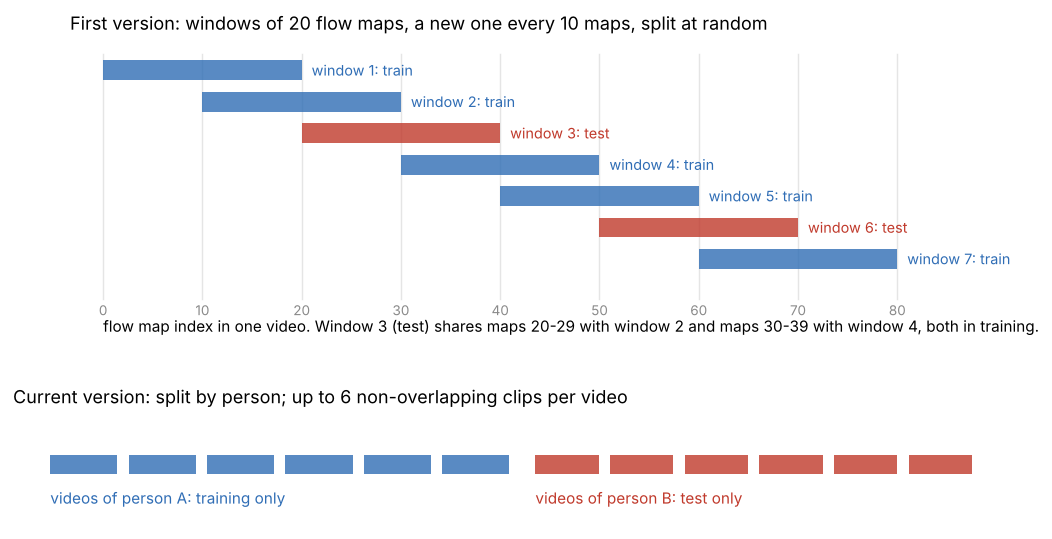 First version: windows of 20 flow maps, a new one every 10 maps, split at random
window 1: train
window 2: train
window 3: test
window 4: train
window 5: train
window 6: test
window 7: train
0 10 20 30 40 50 60 70 80
flow map index in one video. Window 3 (test) shares maps 20-29 with window 2 and maps 30-39 with window 4, both in training.
Current version: split by person; up to 6 non-overlapping clips per video
videos of person A: training only
videos of person B: test only